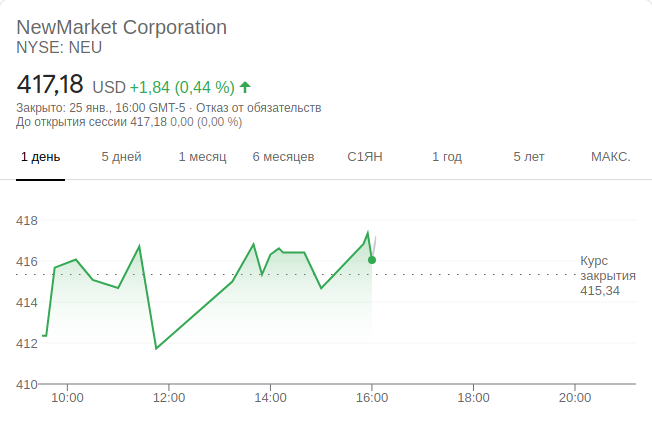 NewMarket Corporation
NYSE: NEU
417,18 USD +1,84 (0,44 %)
Закрыто: 25 янв., 16:00 GMT-5 · Отказ от обязательств
До открытия сессии 417,18 0,00 (0,00 %)
1 день 5 дней 1 месяц 6 месяцев С1ЯН 1 год 5 лет МАКС.
418
416
414
412
410
Курс
закрытия
415,34
10:00 12:00 14:00 16:00 18:00 20:00